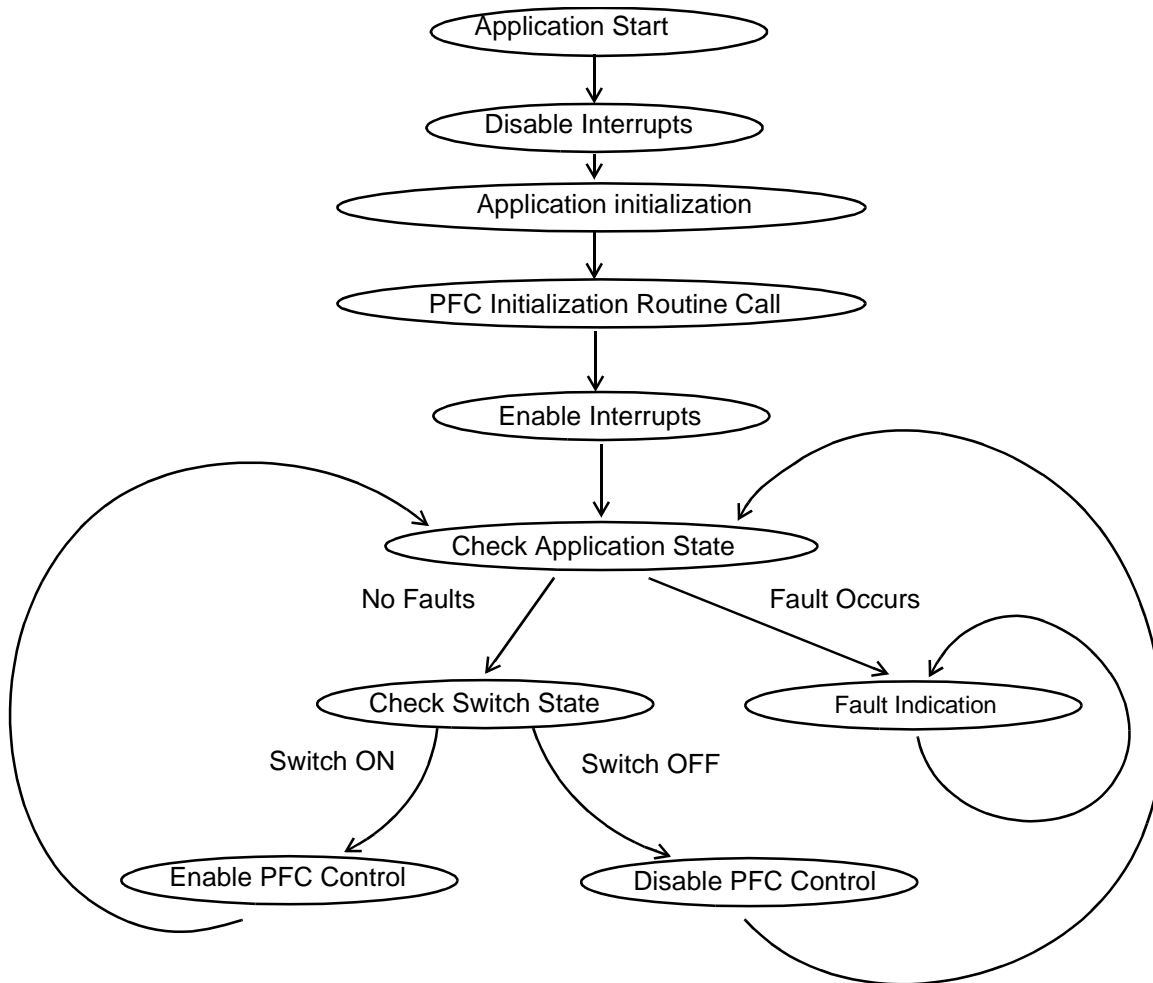 Application Start
Disable Interrupts
Application initialization
PFC Initialization Routine Call
Enable Interrupts
Check Application State
No Faults
Fault Occurs
Check Switch State
Fault Indication
Switch ON
Switch OFF
Enable PFC Control
Disable PFC Control